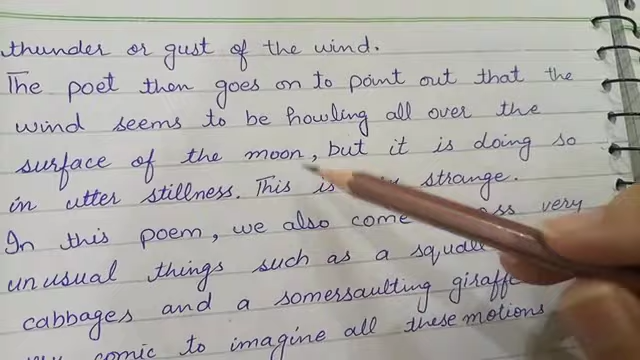 thunder or gust of the wind.
The poet then goes on to point out that the
wind seems to be howling all over the
surface of the moon, but it is doing so
in utter stillness. This is strange.
In this poem, we also come very
unusual things such as a squall
cabbages and a somersaulting giraffe
comic to imagine all these motions